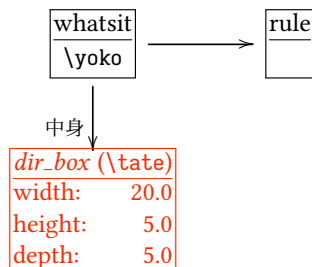 whatsit
\yoko
rule
中身
dir_box (\tate)
width: 20.0
height: 5.0
depth: 5.0